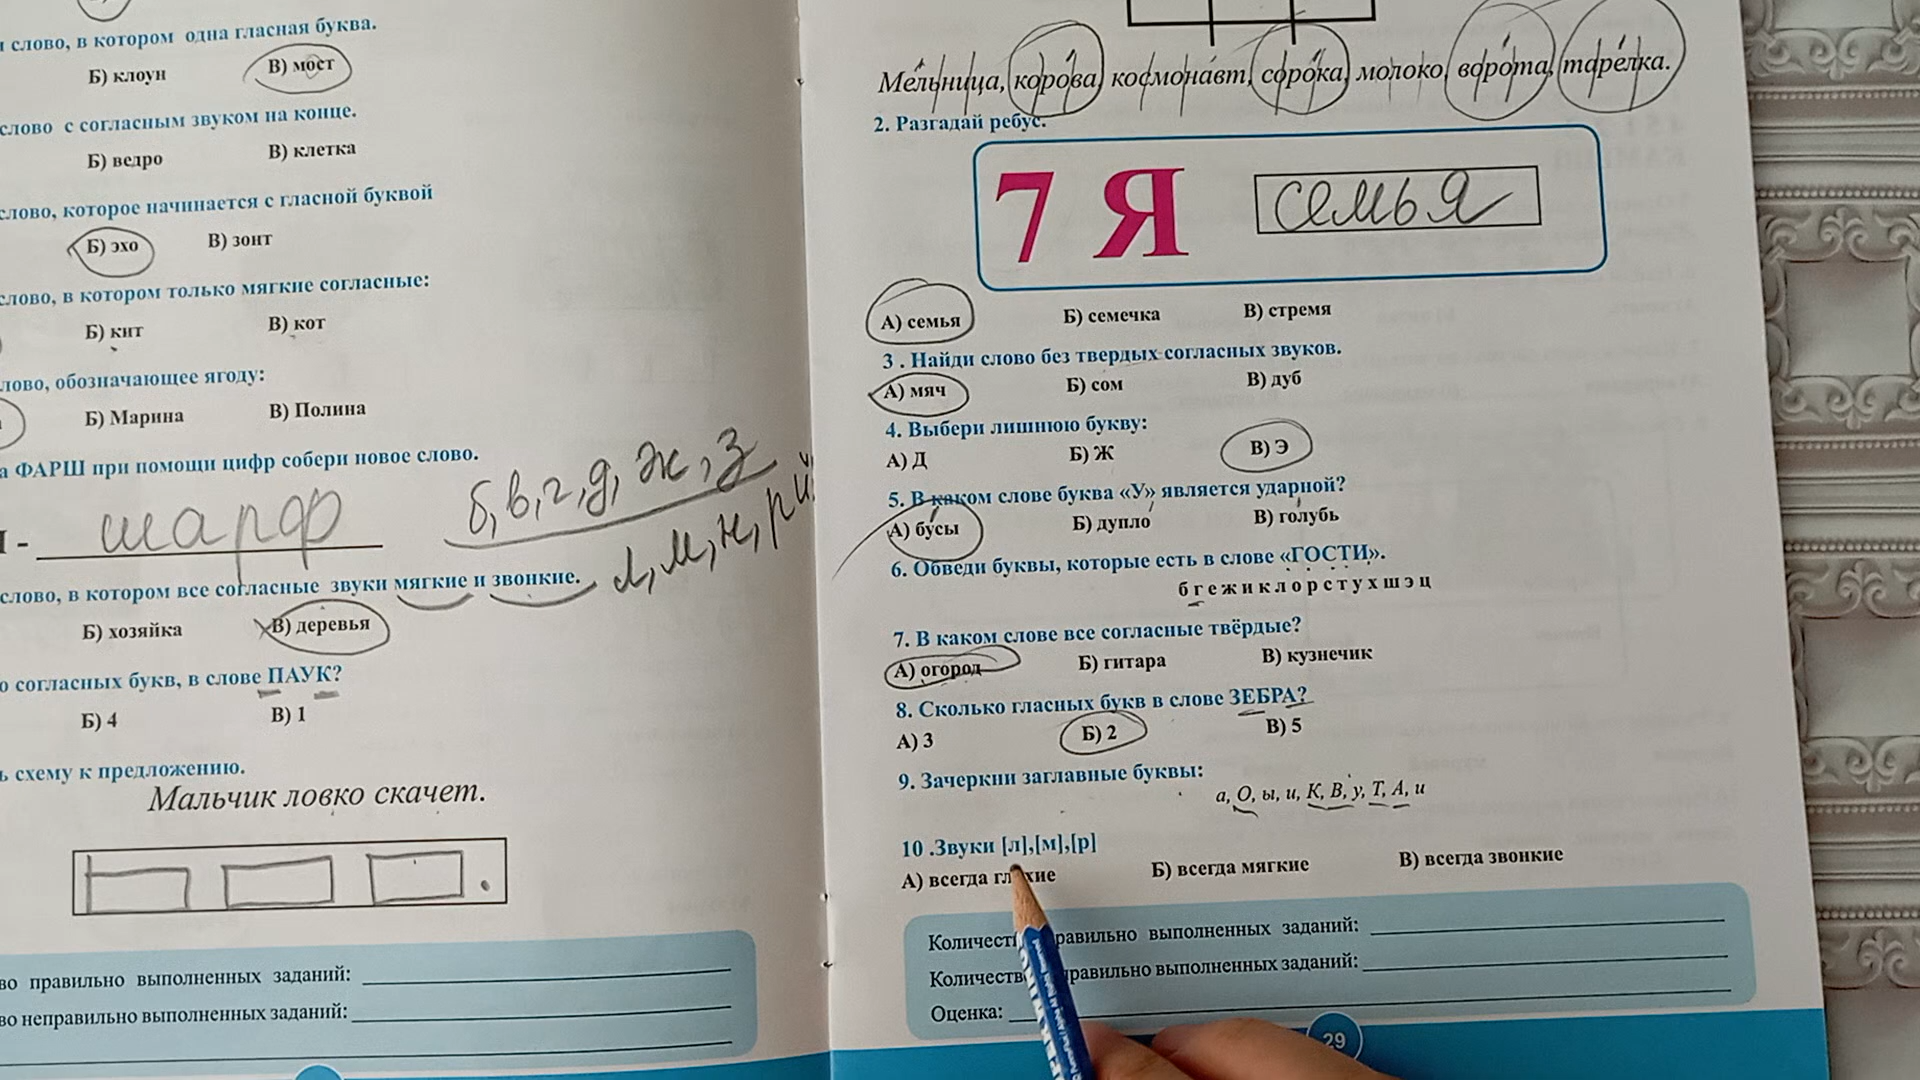 слово, в котором одна гласная буква.
Б) клоун В) мост
слово с согласным звуком на конце.
Б) ведро В) клетка
слово, которое начинается с гласной буквой
Б) эхо В) зонт
слово, в котором только мягкие согласные:
Б) кит В) кот
лово, обозначающее ягоду:
Б) Марина В) Полина
а ФАРШ при помощи цифр собери новое слово.
шарф
б, в, г, д, ж, з
л, м, н, р й
слово, в котором все согласные звуки мягкие и звонкие.
Б) хозяйка В) деревья
о согласных букв, в слове ПАУК?
Б) 4 В) 1
ь схему к предложению.
Мальчик ловко скачет.
во правильно выполненных заданий:
во неправильно выполненных заданий:
Мельница, корова, космонавт, сорока, молоко, ворота, тарелка.
2. Разгадай ребус.
7 Я семья
А) семья Б) семечка В) стремя
3 . Найди слово без твердых согласных звуков.
А) мяч Б) сом В) дуб
4. Выбери лишнюю букву:
А) Д Б) Ж В) Э
5. В каком слове буква «У» является ударной?
А) бусы Б) дупло В) голубь
6. Обведи буквы, которые есть в слове «ГОСТИ».
б г е ж и к л о р с т у х ш э ц
7. В каком слове все согласные твёрдые?
А) огород Б) гитара В) кузнечик
8. Сколько гласных букв в слове ЗЕБРА?
А) 3 Б) 2 В) 5
9. Зачеркни заглавные буквы:
а, О, ы, и, К, В, у, Т, А, и
10 .Звуки [л],[м],[р]
А) всегда гл хие Б) всегда мягкие В) всегда звонкие
Количест равильно выполненных заданий:
Количеств правильно выполненных заданий:
Оценка:
29